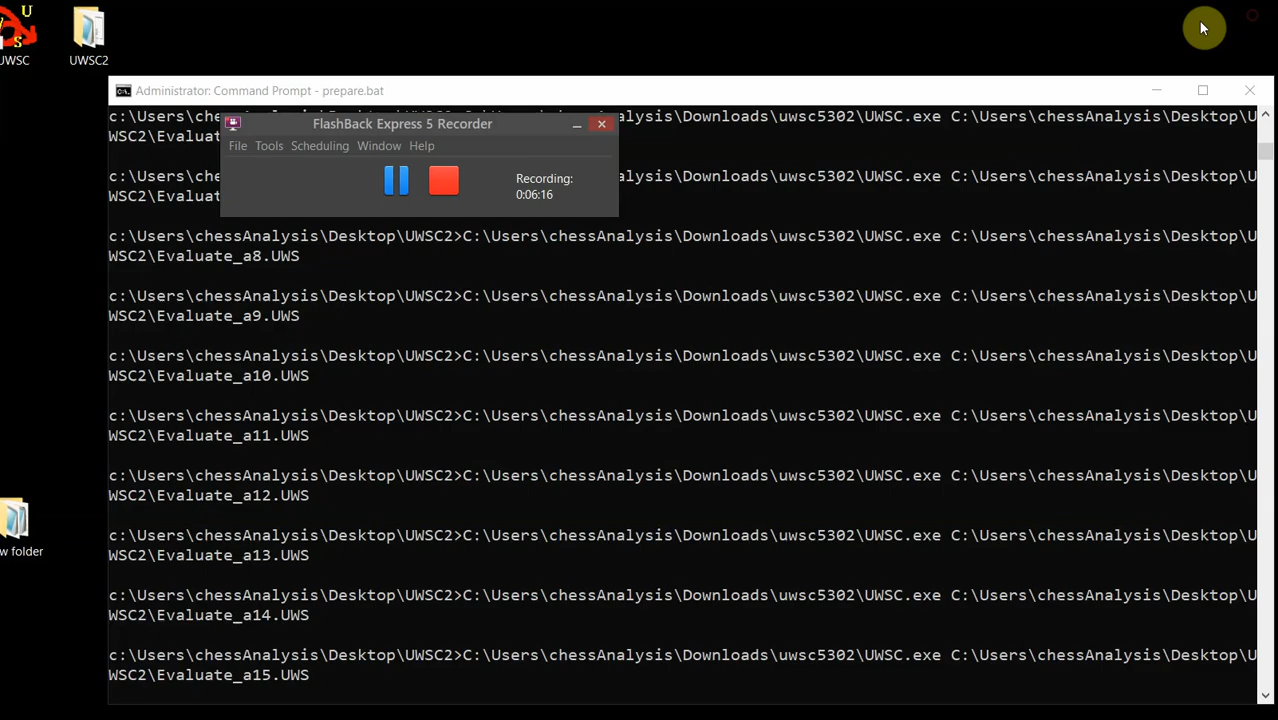 U
S
UWSC
UWSC2
Administrator: Command Prompt - prepare.bat
FlashBack Express 5 Recorder
File Tools Scheduling Window Help
Recording:
0:06:16
\Downloads\uwsc5302\UWSC.exe C:\Users\chessAnalysis\Desktop\U
WSC2\Evaluat
c:\Users\che
alysis\Downloads\uwsc5302\UWSC.exe C:\Users\chessAnalysis\Desktop\U
WSC2\Evaluat
c:\Users\chessAnalysis\Desktop\UWSC2>C:\Users\chessAnalysis\Downloads\uwsc5302\UWSC.exe C:\Users\chessAnalysis\Desktop\U
WSC2\Evaluate_a8.UWS
c:\Users\chessAnalysis\Desktop\UWSC2>C:\Users\chessAnalysis\Downloads\uwsc5302\UWSC.exe C:\Users\chessAnalysis\Desktop\U
WSC2\Evaluate_a9.UWS
c:\Users\chessAnalysis\Desktop\UWSC2>C:\Users\chessAnalysis\Downloads\uwsc5302\UWSC.exe C:\Users\chessAnalysis\Desktop\U
WSC2\Evaluate_a10.UWS
c:\Users\chessAnalysis\Desktop\UWSC2>C:\Users\chessAnalysis\Downloads\uwsc5302\UWSC.exe C:\Users\chessAnalysis\Desktop\U
WSC2\Evaluate_a11.UWS
c:\Users\chessAnalysis\Desktop\UWSC2>C:\Users\chessAnalysis\Downloads\uwsc5302\UWSC.exe C:\Users\chessAnalysis\Desktop\U
WSC2\Evaluate_a12.UWS
c:\Users\chessAnalysis\Desktop\UWSC2>C:\Users\chessAnalysis\Downloads\uwsc5302\UWSC.exe C:\Users\chessAnalysis\Desktop\U
WSC2\Evaluate_a13.UWS
c:\Users\chessAnalysis\Desktop\UWSC2>C:\Users\chessAnalysis\Downloads\uwsc5302\UWSC.exe C:\Users\chessAnalysis\Desktop\U
WSC2\Evaluate_a14.UWS
w folder
c:\Users\chessAnalysis\Desktop\UWSC2>C:\Users\chessAnalysis\Downloads\uwsc5302\UWSC.exe C:\Users\chessAnalysis\Desktop\U
WSC2\Evaluate_a15.UWS